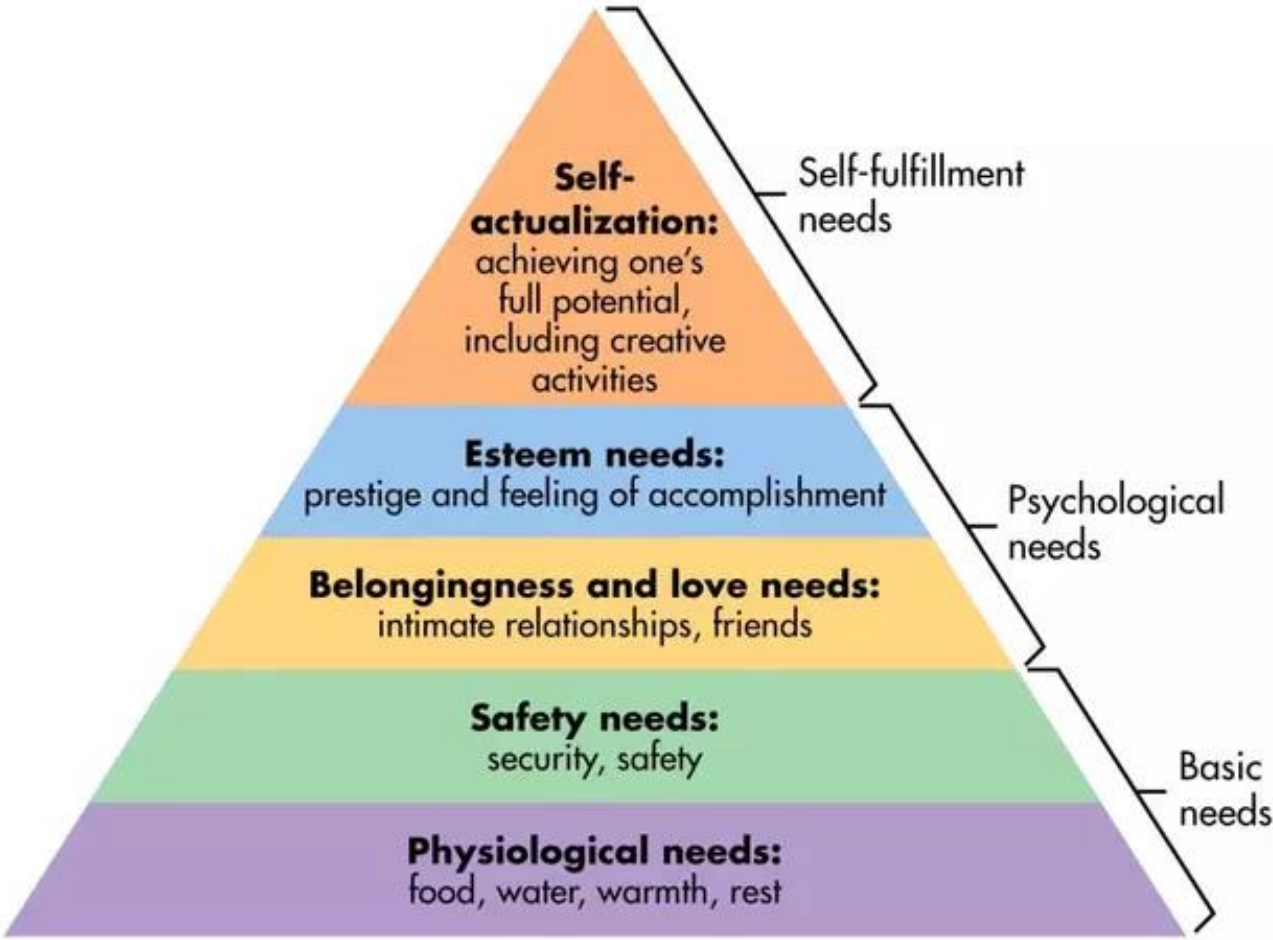 Self-
actualization:
achieving one's
full potential,
including creative
activities
Self-fulfillment
needs
Esteem needs:
prestige and feeling of accomplishment
Psychological
needs
Belongingness and love needs:
intimate relationships, friends
Safety needs:
security, safety
Basic
needs
Physiological needs:
food, water, warmth, rest